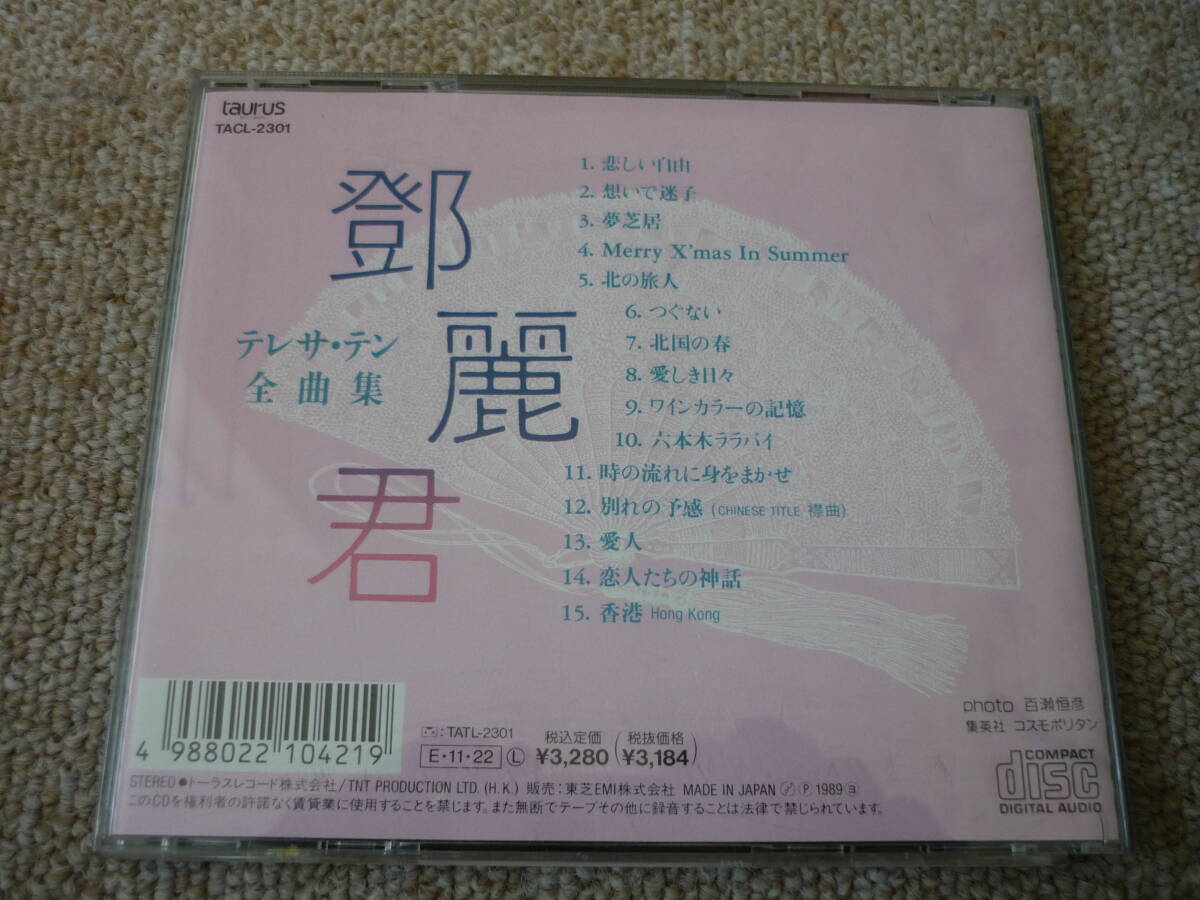 taurus
TACL-2301
鄧麗君
テレサ・テン
全曲集
1. 悲しい自由
2. 想いで迷子
3. 夢芝居
4. Merry X'mas In Summer
5. 北の旅人
6. つぐない
7. 北国の春
8. 愛しき日々
9. ワインカラーの記憶
10. 六本木ララバイ
11. 時の流れに身をまかせ
12. 別れの予感 (CHINESE TITLE 襟曲)
13. 愛人
14. 恋人たちの神話
15. 香港 Hong Kong
photo 百瀬恒彦
集英社 コスモポリタン
4 988022 104219
:TATL-2301
E・11・22 Ⓛ 税込定価 ¥3,280 (税抜価格 ¥3,184)
COMPACT
disc
DIGITAL AUDIO
STEREO ●トーラスレコード株式会社/TNT PRODUCTION LTD. (H.K.) 販売:東芝EMI株式会社 MADE IN JAPAN Ⓟ 1989 ヨ
このCDを権利者の許諾なく賃貸業に使用することを禁じます。また無断でテープその他に録音することは法律で禁じられています。